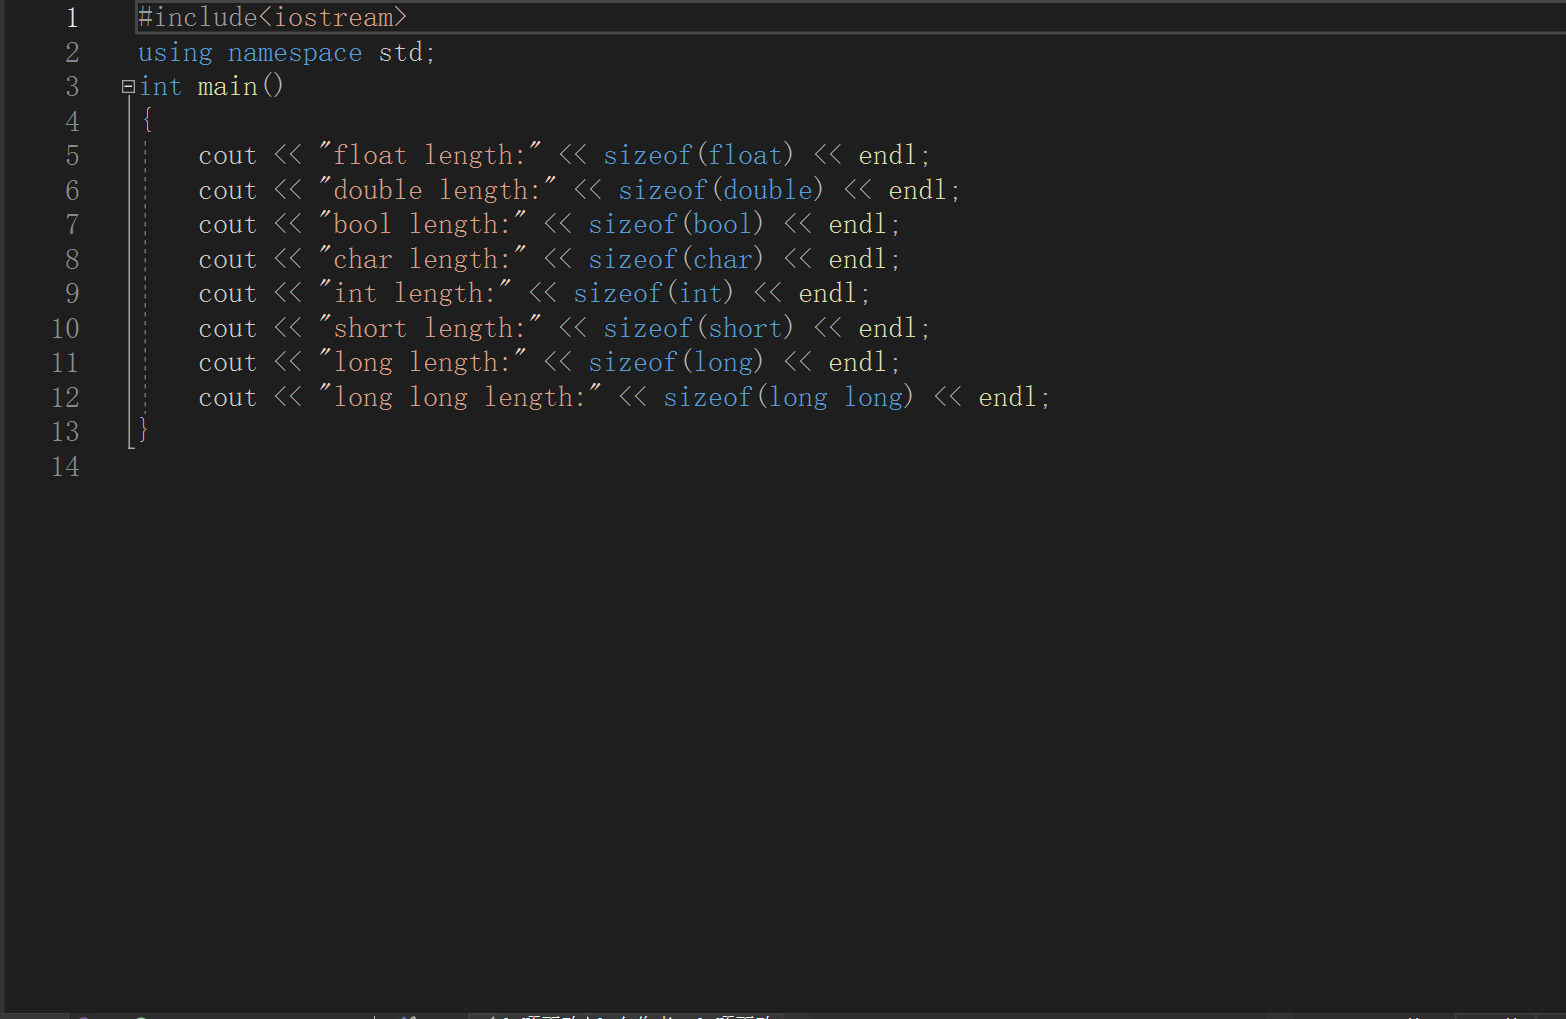 1 #include<iostream>
2 using namespace std;
3 int main()
4 {
5 cout << "float length:" << sizeof(float) << endl;
6 cout << "double length:" << sizeof(double) << endl;
7 cout << "bool length:" << sizeof(bool) << endl;
8 cout << "char length:" << sizeof(char) << endl;
9 cout << "int length:" << sizeof(int) << endl;
10 cout << "short length:" << sizeof(short) << endl;
11 cout << "long length:" << sizeof(long) << endl;
12 cout << "long long length:" << sizeof(long long) << endl;
13 }
14